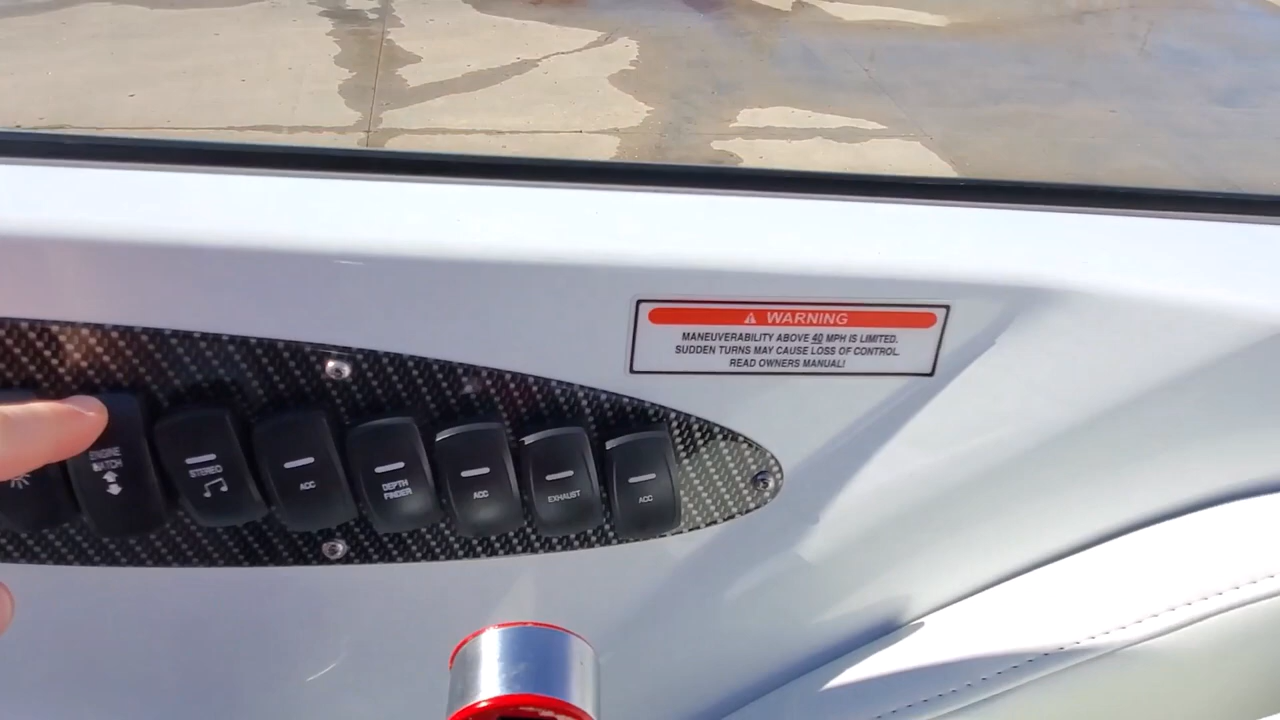 WARNING
MANEUVERABILITY ABOVE 40 MPH IS LIMITED.
SUDDEN TURNS MAY CAUSE LOSS OF CONTROL.
READ OWNERS MANUAL!
ENGINE
HATCH
STEREO
ACC
DEPTH
FINDER
ACC
EXHAUST
ACC